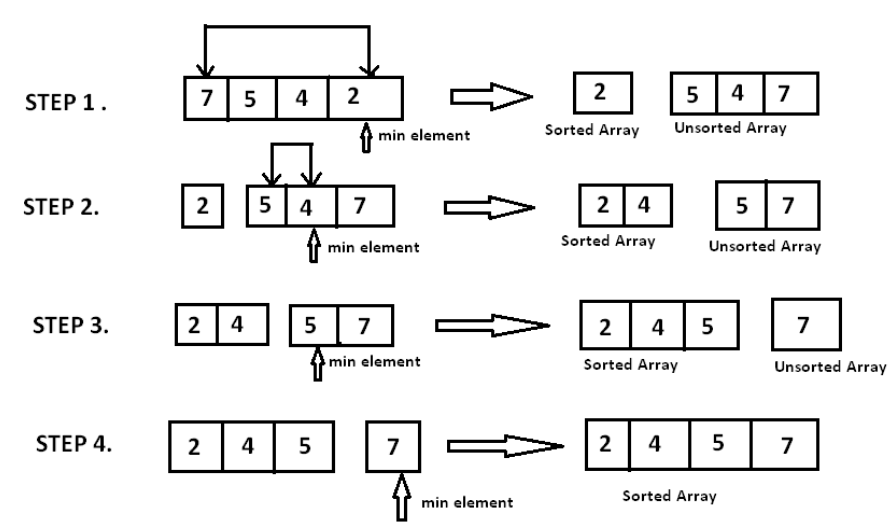 STEP 1. 7 5 4 2 2 5 4 7
min element Sorted Array Unsorted Array
STEP 2. 2 5 4 7 2 4 5 7
min element Sorted Array Unsorted Array
STEP 3. 2 4 5 7 2 4 5 7
min element Sorted Array Unsorted Array
STEP 4. 2 4 5 7 2 4 5 7
min element Sorted Array